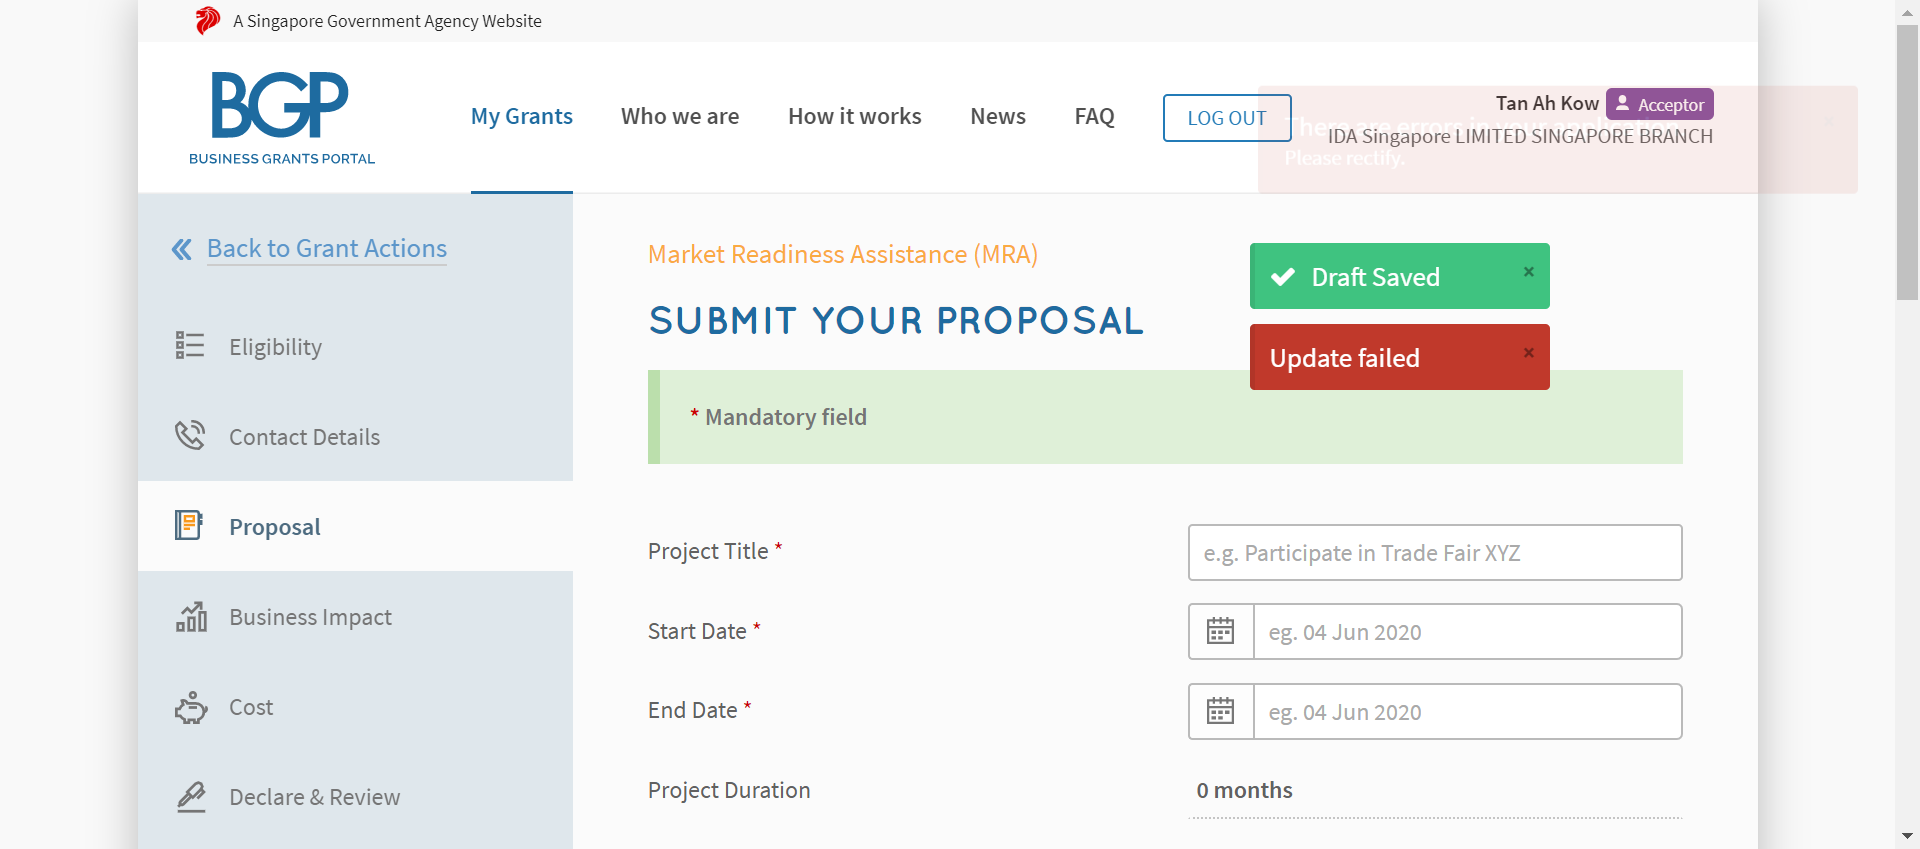 A Singapore Government Agency Website
BGP
BUSINESS GRANTS PORTAL
My Grants
Who we are
How it works
News
FAQ
LOG OUT
Tan Ah Kow
Acceptor
There are errors in your application.
IDA Singapore LIMITED SINGAPORE BRANCH
Please rectify.
Back to Grant Actions
Eligibility
Contact Details
Proposal
Business Impact
Cost
Declare & Review
Market Readiness Assistance (MRA)
SUBMIT YOUR PROPOSAL
Draft Saved ×
Update failed ×
* Mandatory field
Project Title *
e.g. Participate in Trade Fair XYZ
Start Date *
eg. 04 Jun 2020
End Date *
eg. 04 Jun 2020
Project Duration
0 months